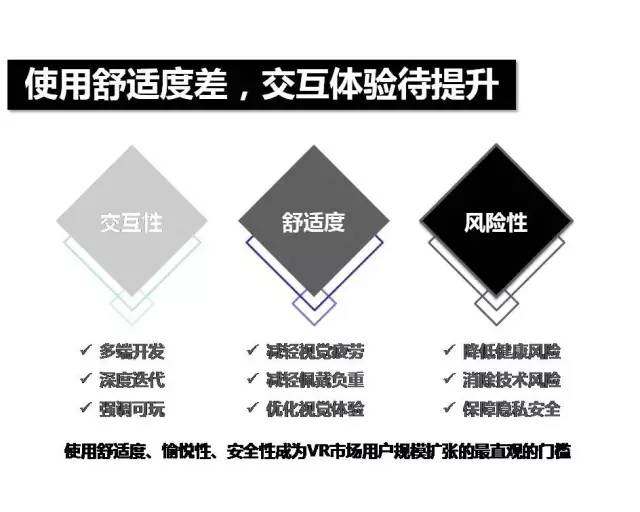 使用舒适度差，交互体验待提升
交互性
舒适度
风险性
✓ 多端开发
✓ 深度迭代
✓ 强调可玩
✓ 减轻视觉疲劳
✓ 减轻佩戴负重
✓ 优化视觉体验
✓ 降低健康风险
✓ 消除技术风险
✓ 保障隐私安全
使用舒适度、愉悦性、安全性成为VR市场用户规模扩张的最直观的门槛